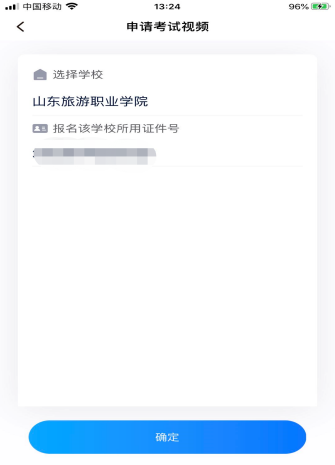 中国移动
13:24
96%
申请考试视频
选择学校
山东旅游职业学院
报名该学校所用证件号
确定